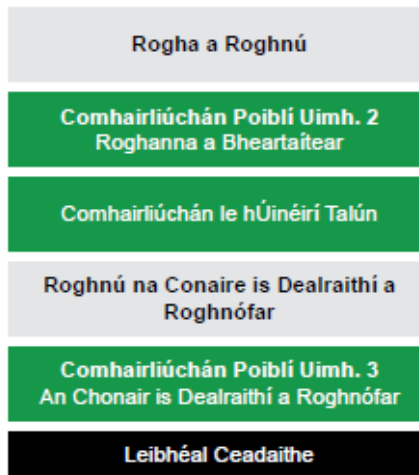 Rogha a Roghnú
Comhairliúchán Poiblí Uimh. 2
Roghanna a Bheartaítear
Comhairliúchán le hÚinéirí Talún
Roghnú na Conaire is Dealraithí a
Roghnófar
Comhairliúchán Poiblí Uimh. 3
An Chonair is Dealraithí a Roghnófar
Leibhéal Ceadaithe